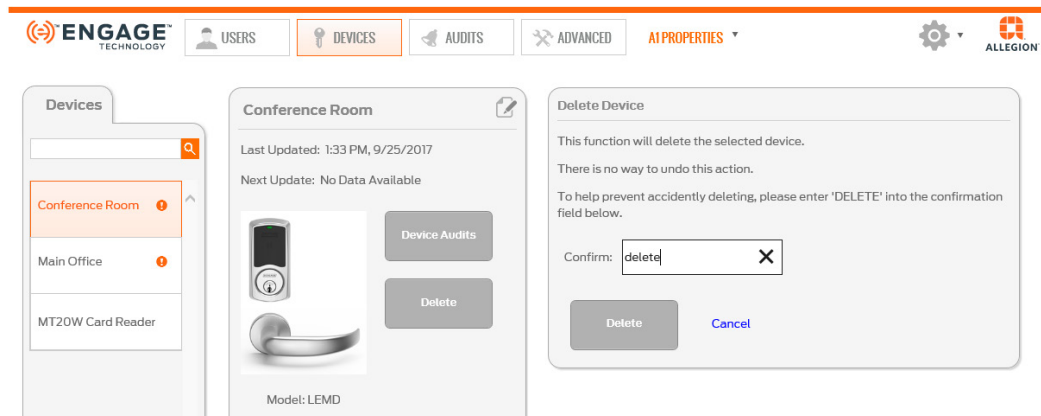 ENGAGE™
TECHNOLOGY
USERS
DEVICES
AUDITS
ADVANCED
A1 PROPERTIES
ALLEGION
Devices
Conference Room
Main Office
MT20W Card Reader
Conference Room
Last Updated: 1:33 PM, 9/25/2017
Next Update: No Data Available
Device Audits
Delete
Model: LEMD
Delete Device
This function will delete the selected device.
There is no way to undo this action.
To help prevent accidently deleting, please enter 'DELETE' into the confirmation
field below.
Confirm: delete
Delete
Cancel